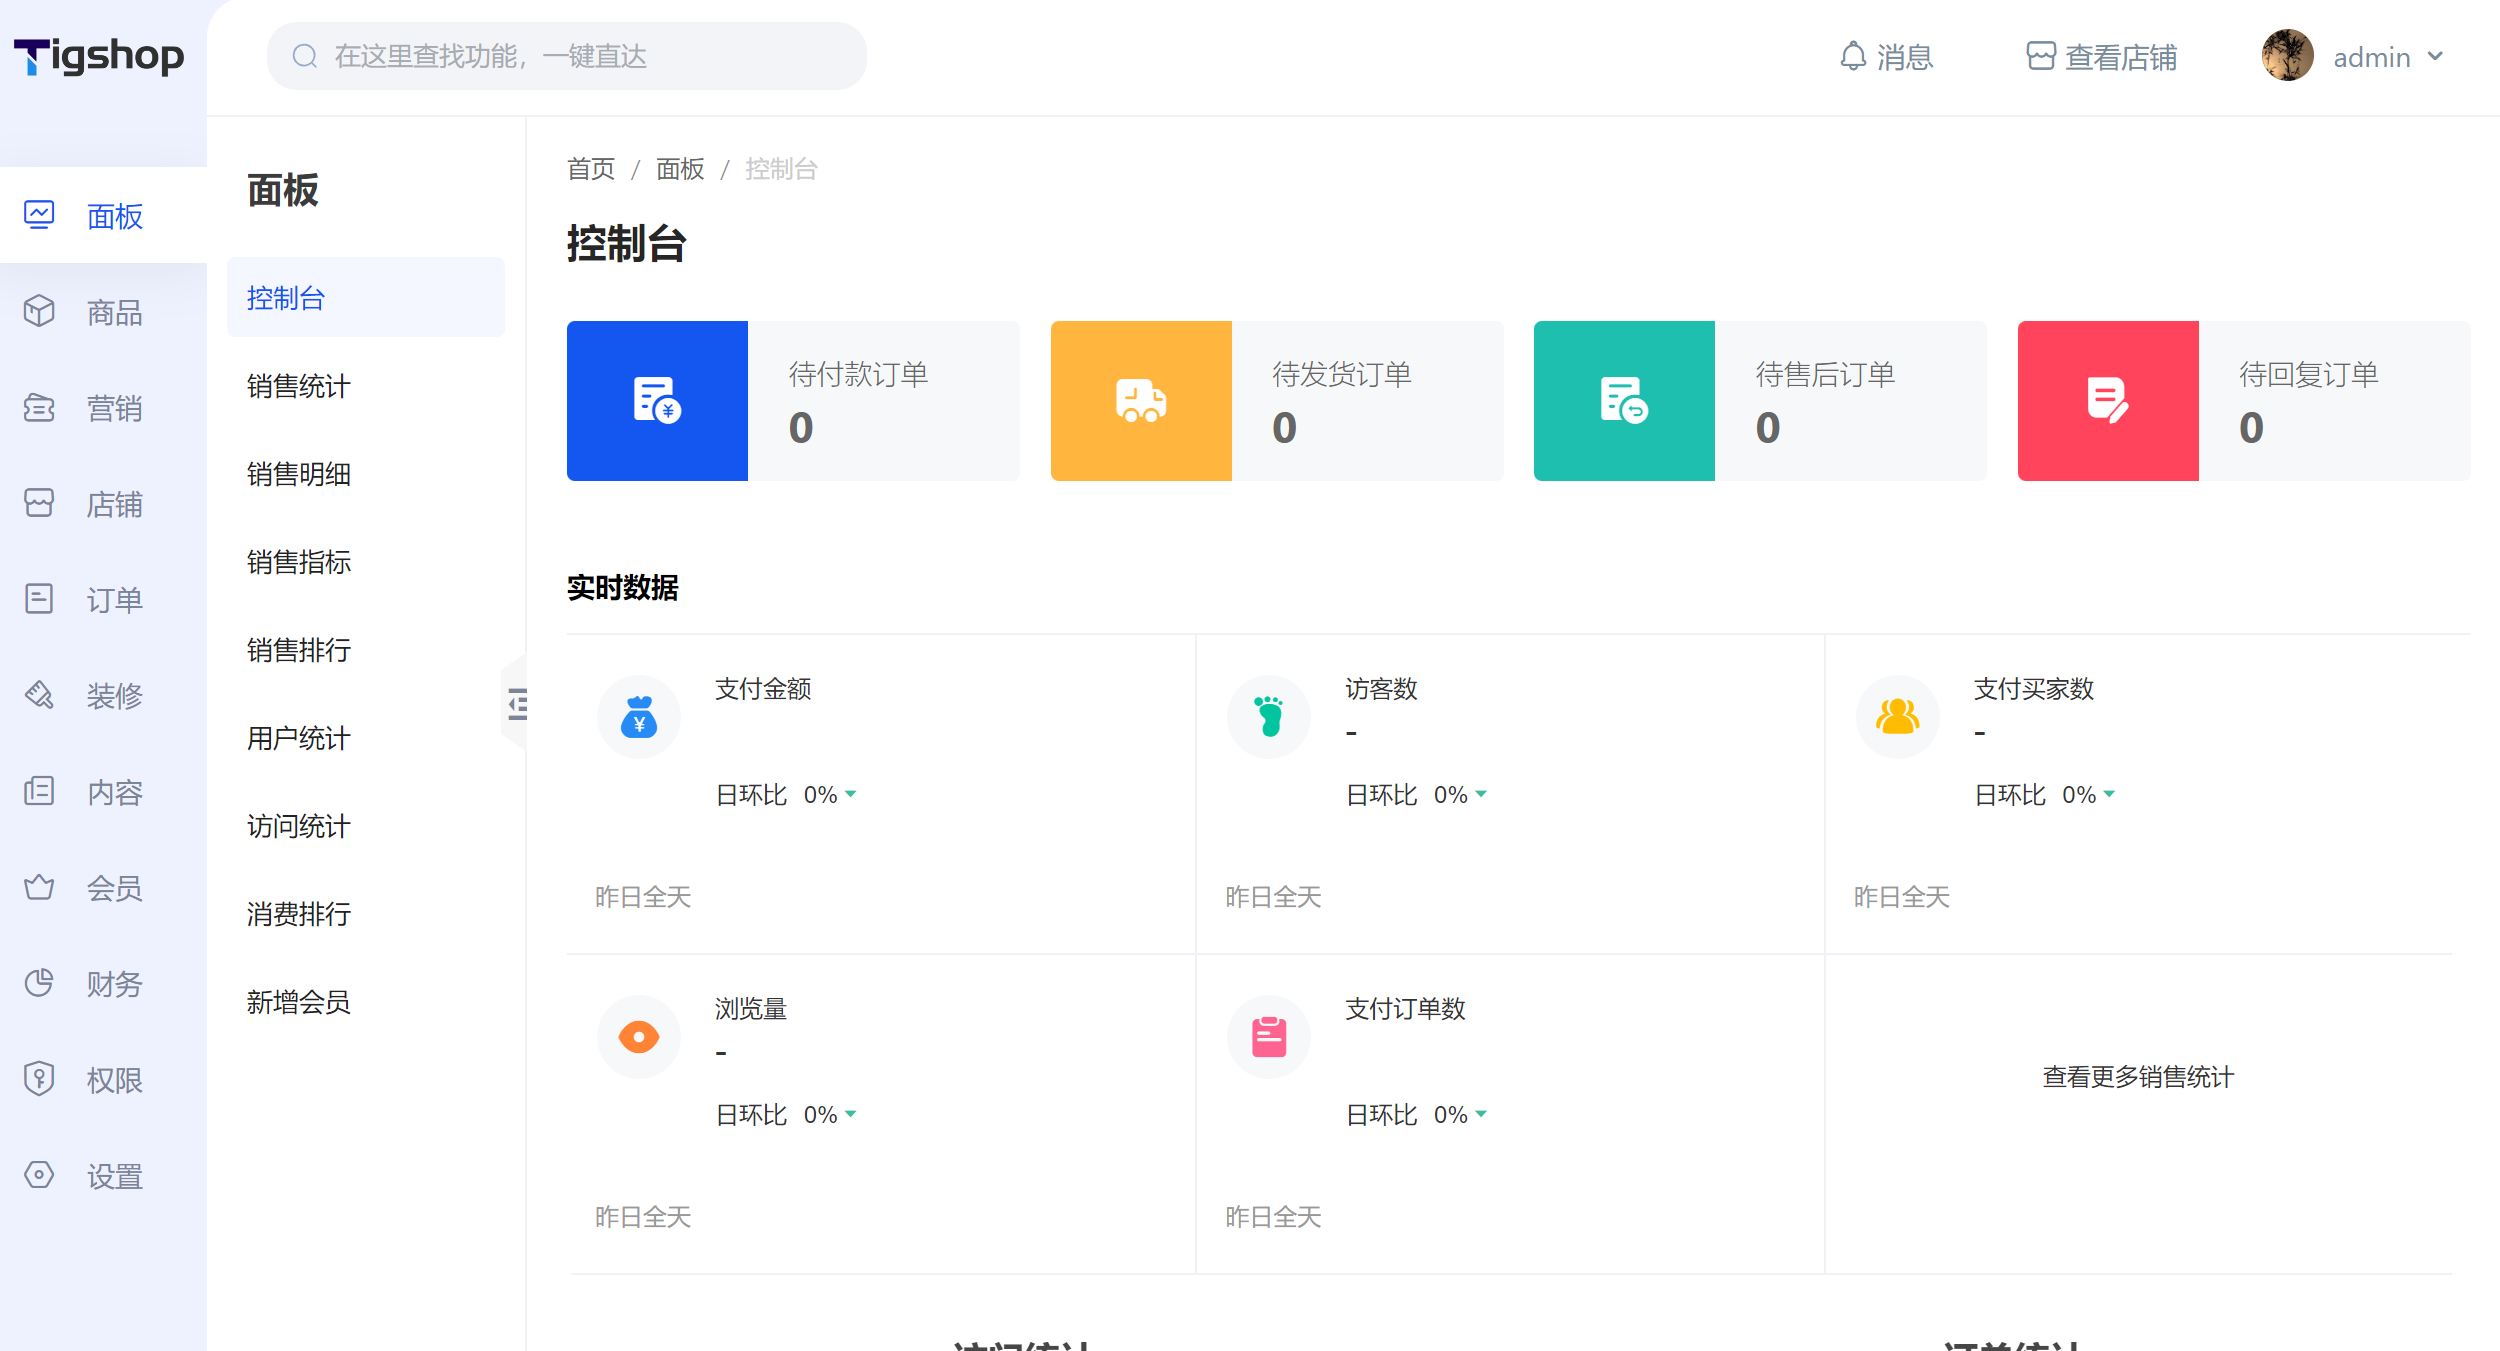 Tigshop
在这里查找功能，一键直达
消息
查看店铺
admin
面板
商品
营销
店铺
订单
装修
内容
会员
财务
权限
设置
面板
控制台
销售统计
销售明细
销售指标
销售排行
用户统计
访问统计
消费排行
新增会员
首页 / 面板 / 控制台
控制台
待付款订单
0
待发货订单
0
待售后订单
0
待回复订单
0
实时数据
支付金额
日环比 0%
昨日全天
访客数
-
日环比 0%
昨日全天
支付买家数
-
日环比 0%
昨日全天
浏览量
-
日环比 0%
昨日全天
支付订单数
日环比 0%
昨日全天
查看更多销售统计
访问统计
订单统计